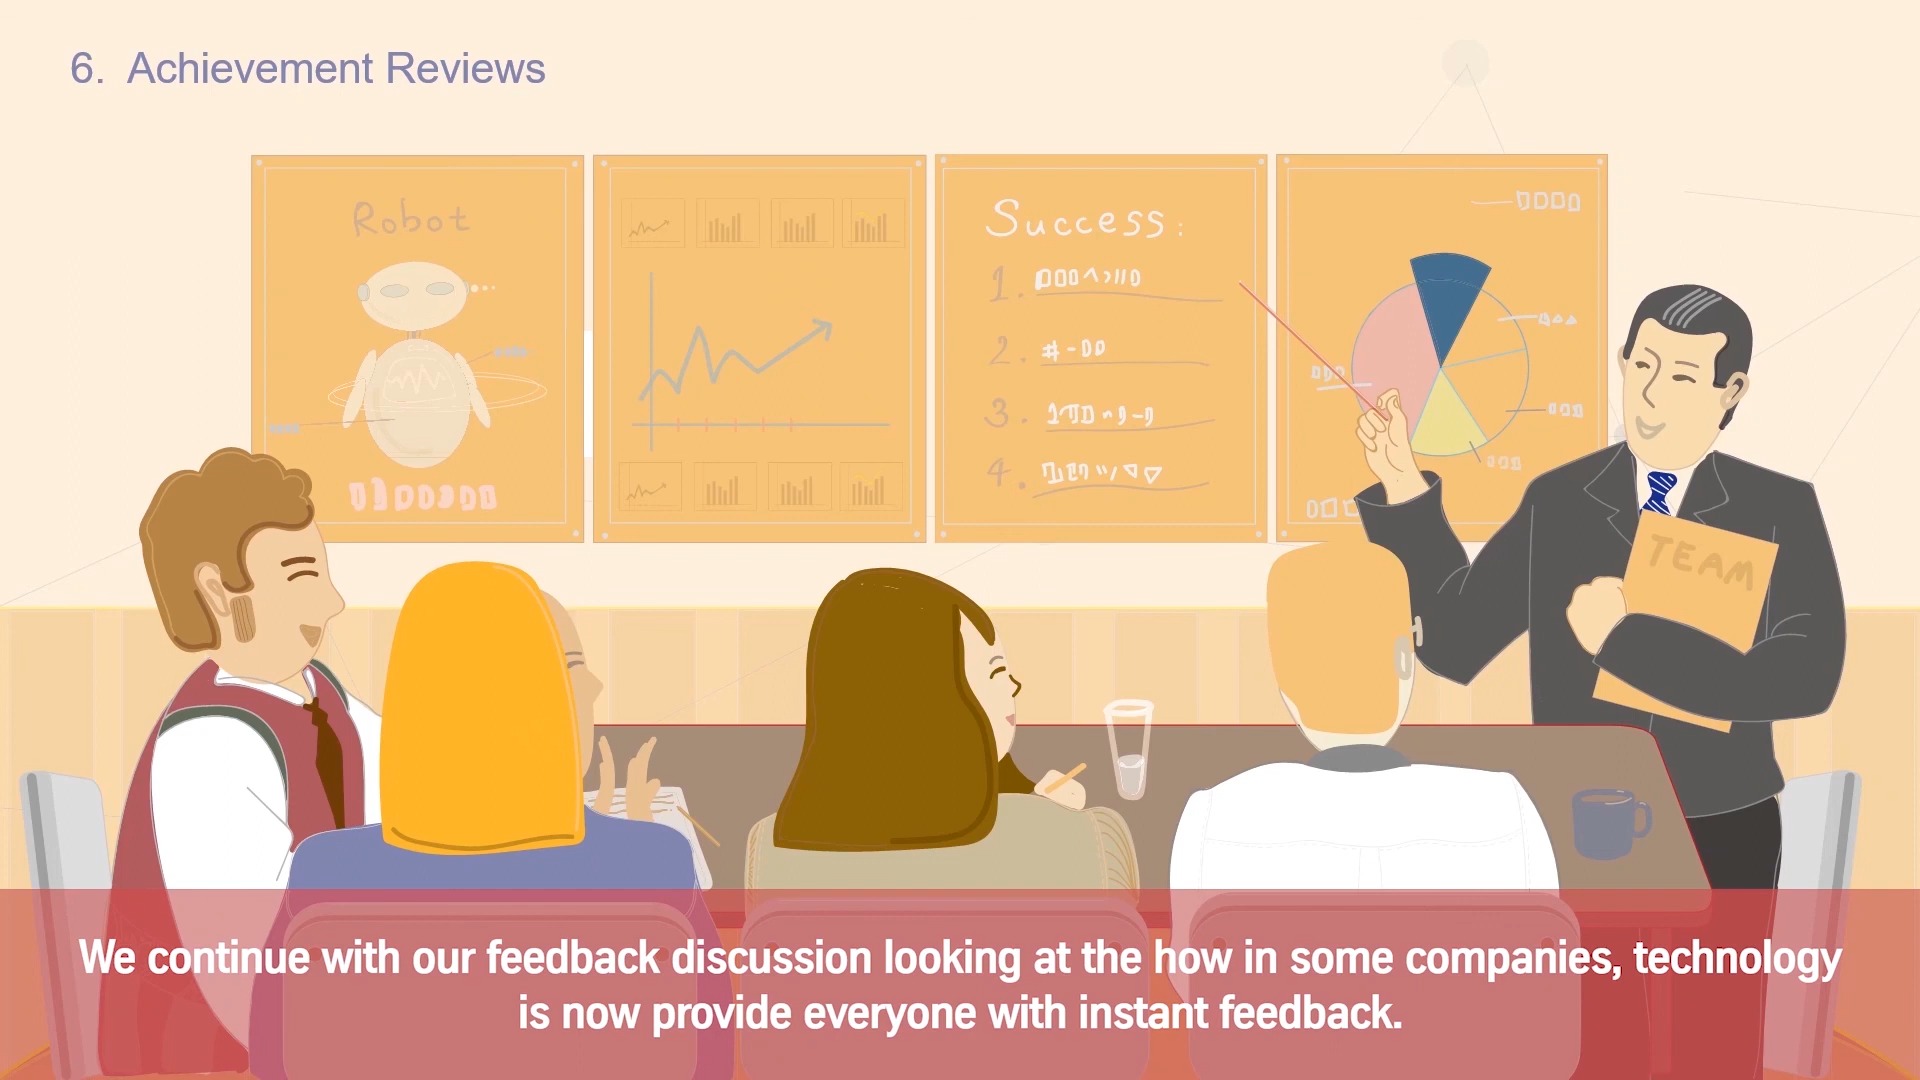 6. Achievement Reviews
Robot
Success:
1.
2. #-
3.
4.
TEAM
We continue with our feedback discussion looking at the how in some companies, technology
is now provide everyone with instant feedback.